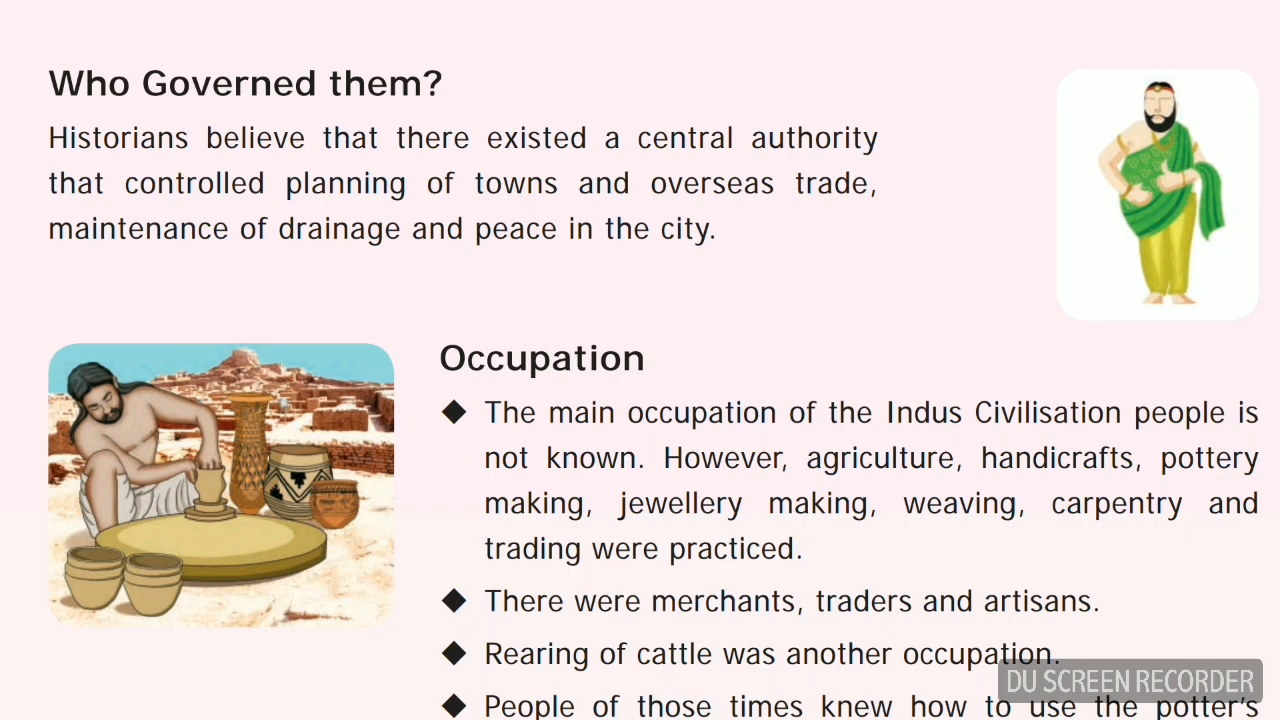 Who Governed them?
Historians believe that there existed a central authority
that controlled planning of towns and overseas trade,
maintenance of drainage and peace in the city.
Occupation
◆ The main occupation of the Indus Civilisation people is
not known. However, agriculture, handicrafts, pottery
making, jewellery making, weaving, carpentry and
trading were practiced.
◆ There were merchants, traders and artisans.
◆ Rearing of cattle was another occupation.
◆ People of those times knew how to use the potter's
DU SCREEN RECORDER